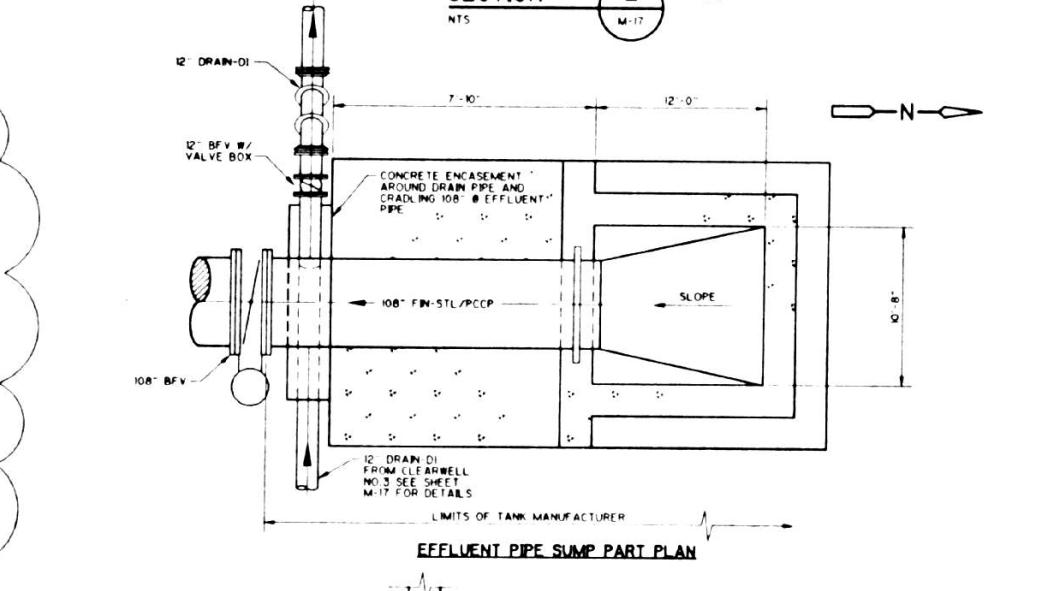 NTS
M-17
12" DRAIN-DI
7'-10"
12'-0"
N
12" BFV W/
VALVE BOX
CONCRETE ENCASEMENT
AROUND DRAIN PIPE AND
CRADLING 108" Ø EFFLUENT
PIPE
108" FIN-STL/PCCP
SLOPE
10'-8"
108" BFV
12" DRAIN-DI
FROM CLEARWELL
NO.3 SEE SHEET
M-17 FOR DETAILS
LIMITS OF TANK MANUFACTURER
EFFLUENT PIPE SUMP PART PLAN